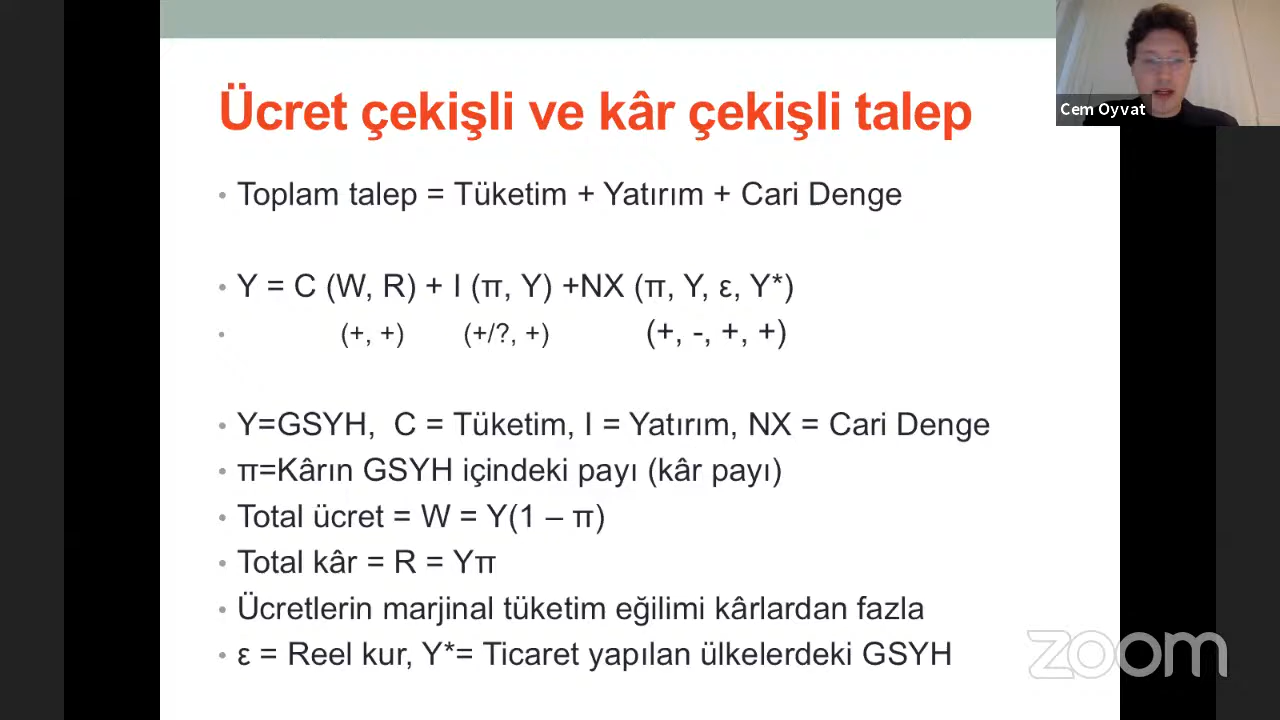 Ücret çekişli ve kâr çekişli talep
Cem Oyvat
• Toplam talep = Tüketim + Yatırım + Cari Denge
• Y = C (W, R) + I (π, Y) +NX (π, Y, ε, Y*)
• (+, +) (+/?, +) (+, -, +, +)
• Y=GSYH, C = Tüketim, I = Yatırım, NX = Cari Denge
• π=Kârın GSYH içindeki payı (kâr payı)
• Total ücret = W = Y(1 – π)
• Total kâr = R = Yπ
• Ücretlerin marjinal tüketim eğilimi kârlardan fazla
• ε = Reel kur, Y*= Ticaret yapılan ülkelerdeki GSYH
zoom